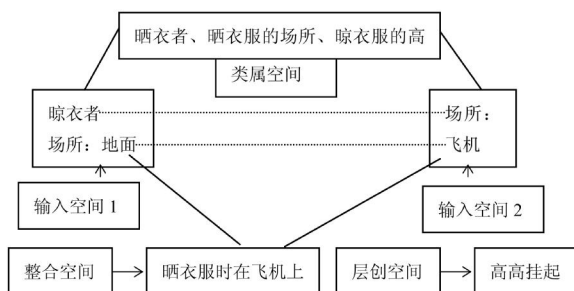 晒衣者、晒衣服的场所、晾衣服的高
类属空间
晾衣者
场所：地面
场所：
飞机
输入空间 1
输入空间 2
整合空间
晒衣服时在飞机上
层创空间
高高挂起